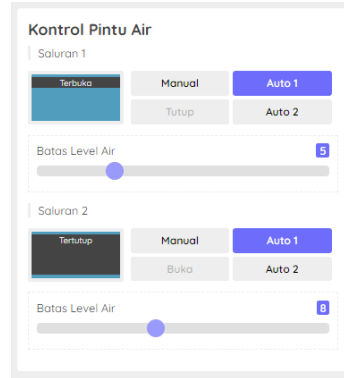 Kontrol Pintu Air
Saluran 1
Terbuka
Manual
Auto 1
Tutup
Auto 2
Batas Level Air
5
Saluran 2
Tertutup
Manual
Auto 1
Buka
Auto 2
Batas Level Air
8